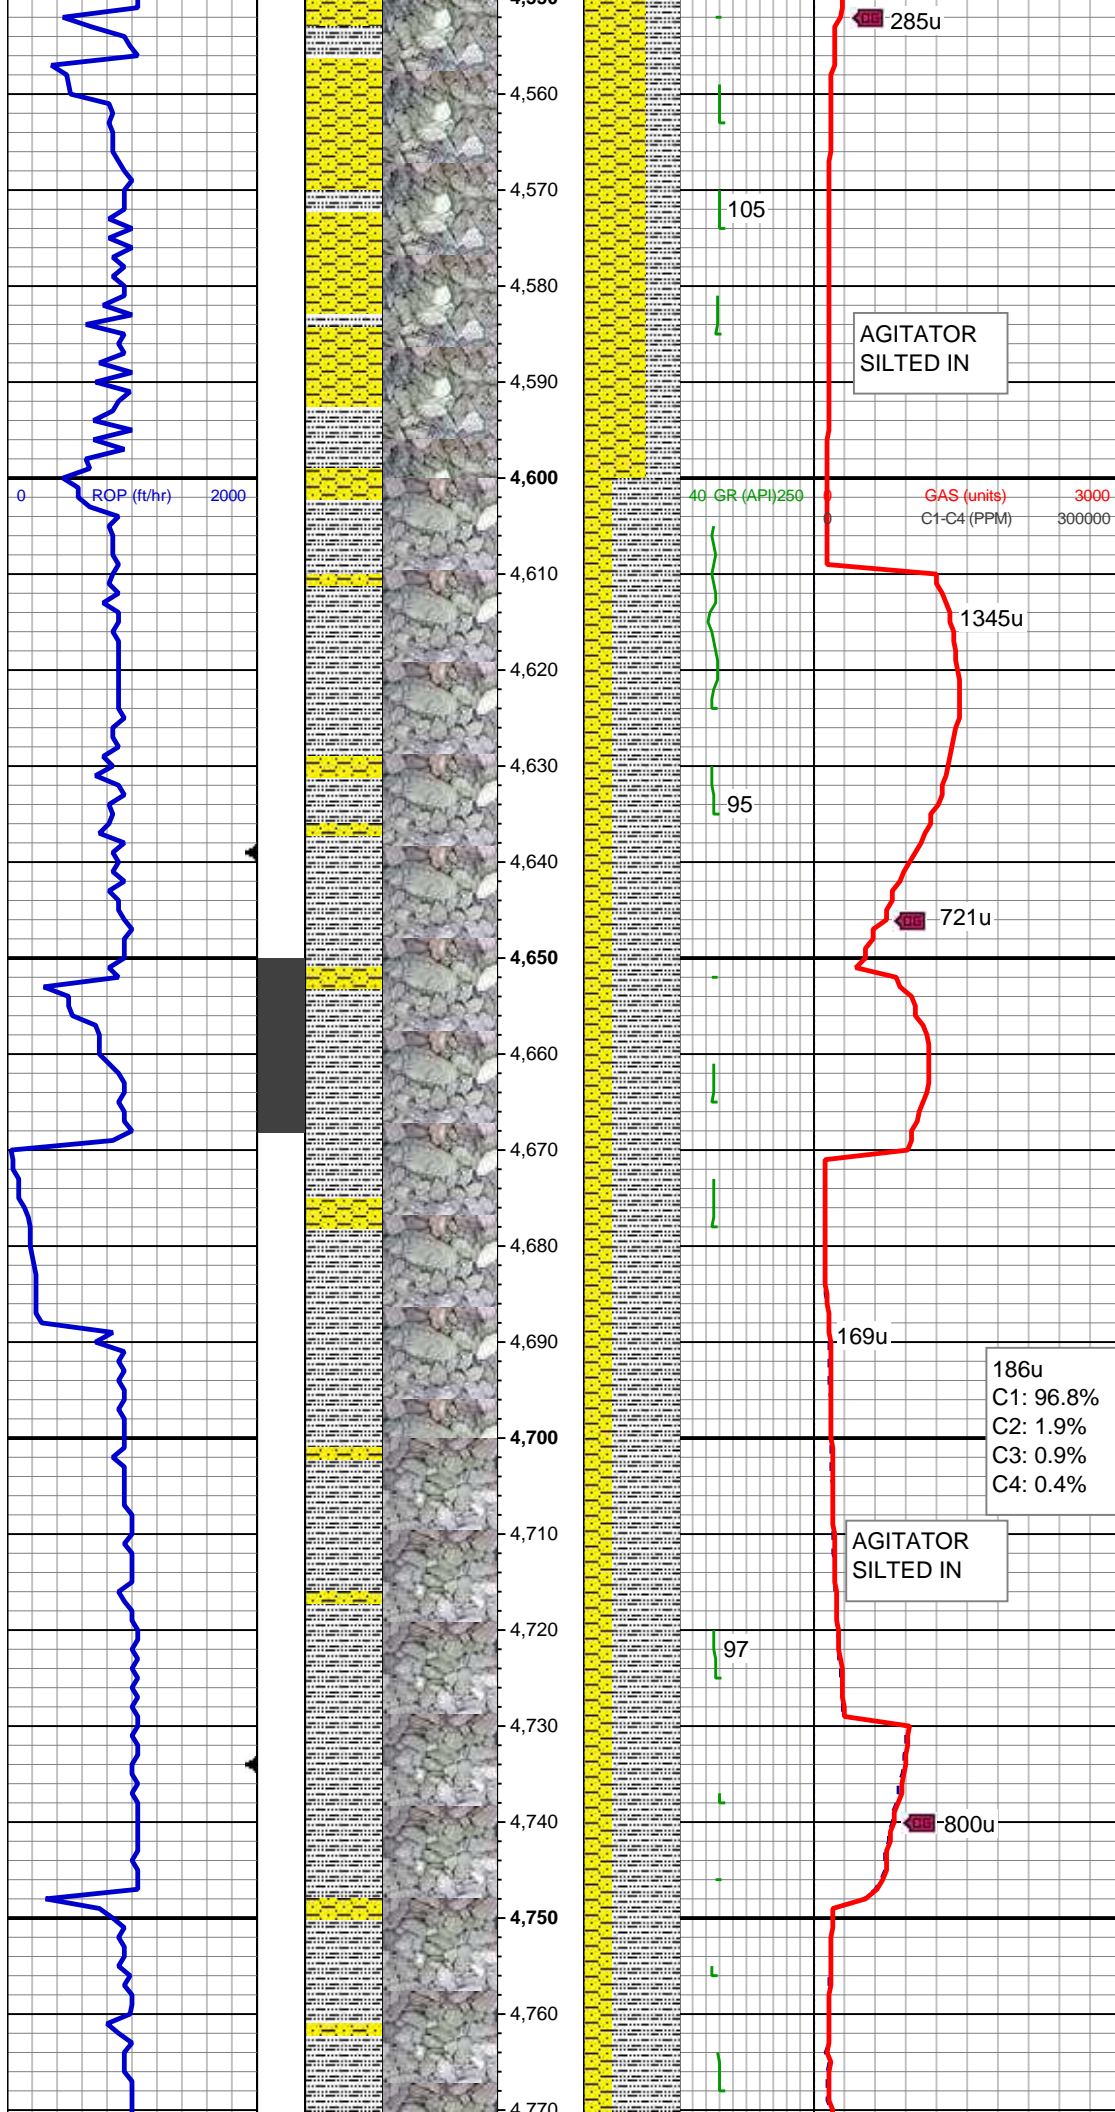 CG 285u
4,560
4,570
105
4,580
AGITATOR
SILTED IN
4,590
4,600
0 ROP (ft/hr) 2000 40 GR (API)250 0 GAS (units) 3000
0 C1-C4 (PPM) 300000
4,610
1345u
4,620
4,630
95
4,640
CG 721u
4,650
4,660
4,670
4,680
4,690
169u
186u
C1: 96.8%
C2: 1.9%
C3: 0.9%
C4: 0.4%
4,700
4,710
AGITATOR
SILTED IN
4,720
97
4,730
4,740
CG 800u
4,750
4,760
4,770